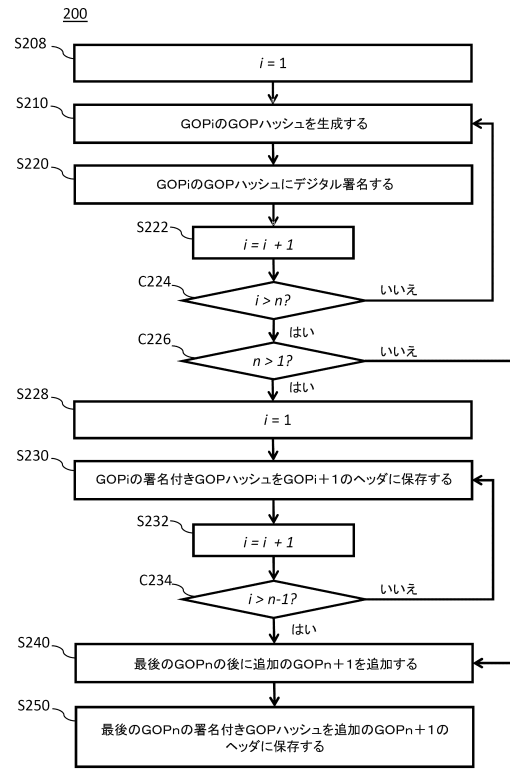 200
S208
i = 1
S210
GOPiのGOPハッシュを生成する
S220
GOPiのGOPハッシュにデジタル署名する
S222
i = i + 1
C224
i > n?
いいえ
はい
C226
n > 1?
いいえ
はい
S228
i = 1
S230
GOPiの署名付きGOPハッシュをGOPi＋1のヘッダに保存する
S232
i = i + 1
C234
i > n-1?
いいえ
はい
S240
最後のGOPnの後に追加のGOPn＋1を追加する
S250
最後のGOPnの署名付きGOPハッシュを追加のGOPn＋1の
ヘッダに保存する